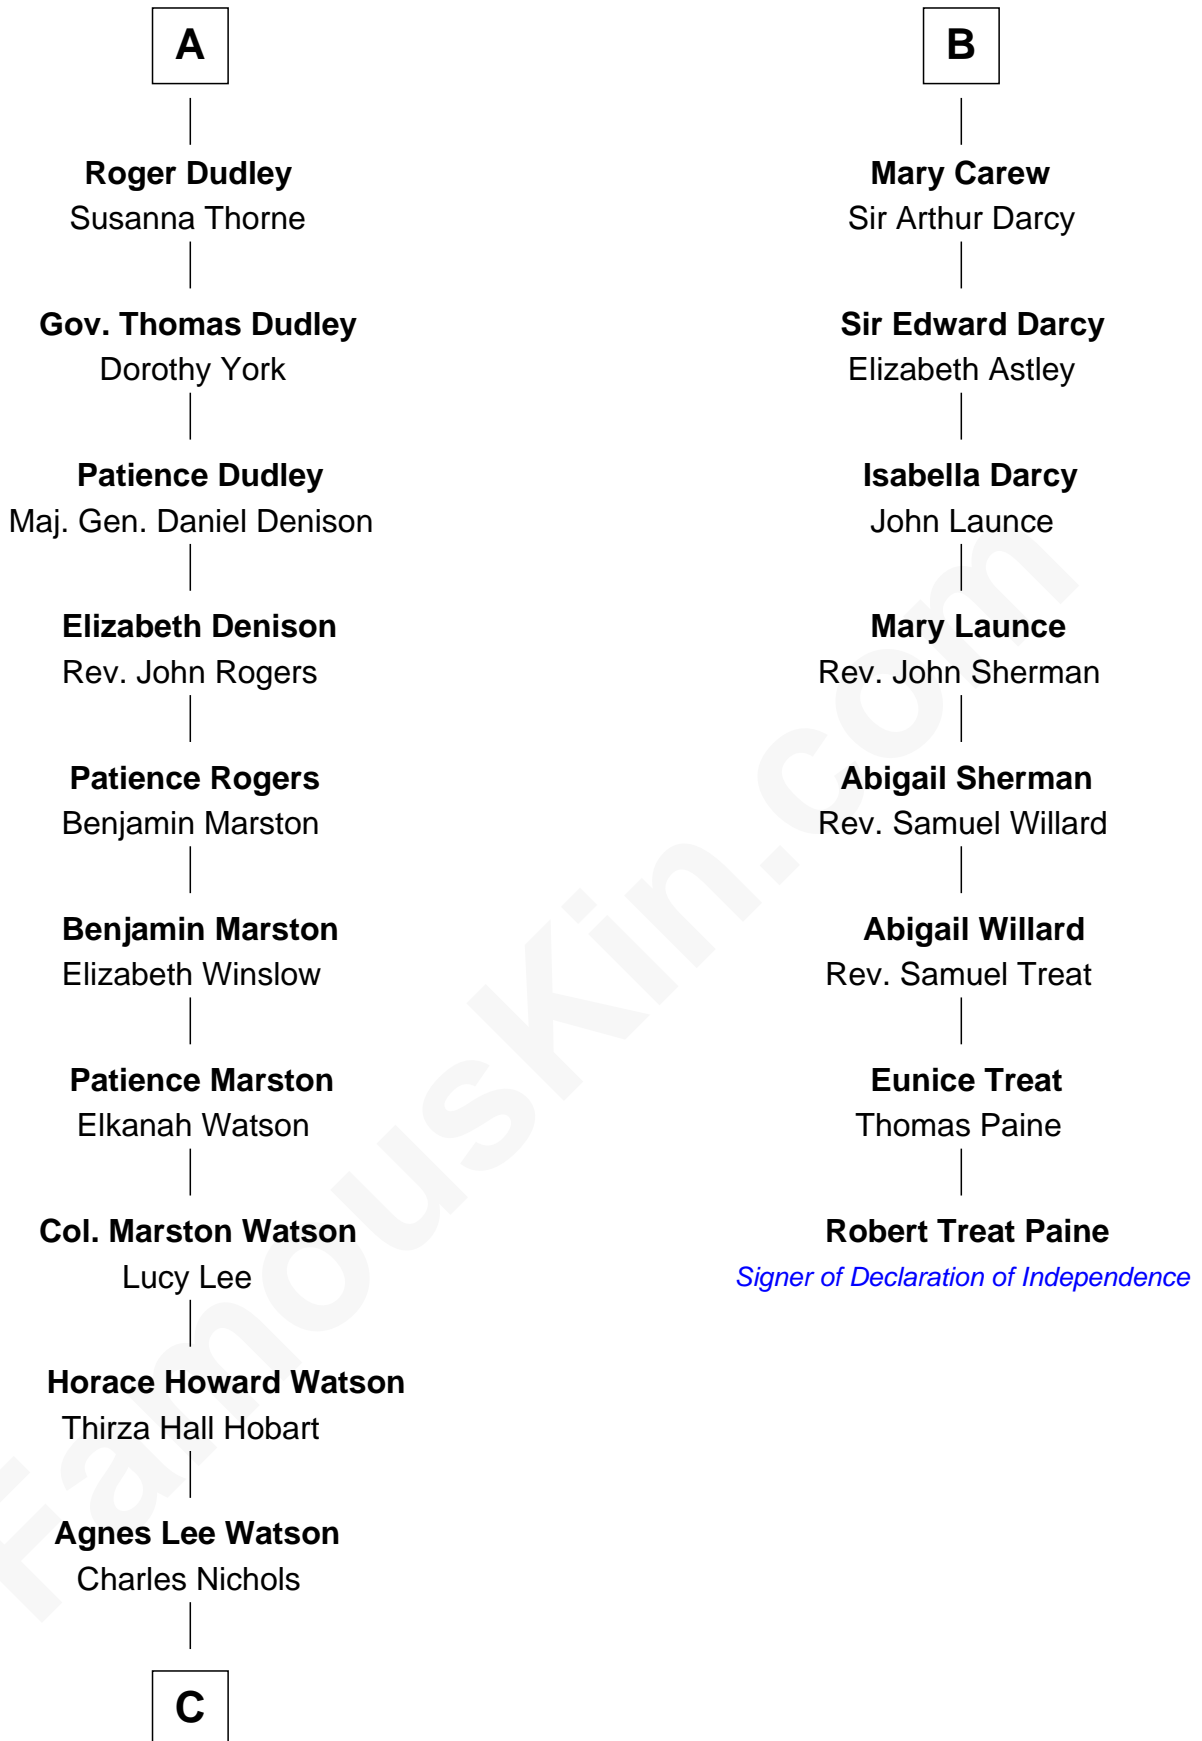 A
Roger Dudley
Susanna Thorne
Gov. Thomas Dudley
Dorothy York
Patience Dudley
Maj. Gen. Daniel Denison
Elizabeth Denison
Rev. John Rogers
Patience Rogers
Benjamin Marston
Benjamin Marston
Elizabeth Winslow
Patience Marston
Elkanah Watson
Col. Marston Watson
Lucy Lee
Horace Howard Watson
Thirza Hall Hobart
Agnes Lee Watson
Charles Nichols
C
B
Mary Carew
Sir Arthur Darcy
Sir Edward Darcy
Elizabeth Astley
Isabella Darcy
John Launce
Mary Launce
Rev. John Sherman
Abigail Sherman
Rev. Samuel Willard
Abigail Willard
Rev. Samuel Treat
Eunice Treat
Thomas Paine
Robert Treat Paine
Signer of Declaration of Independence
FamousKin.com